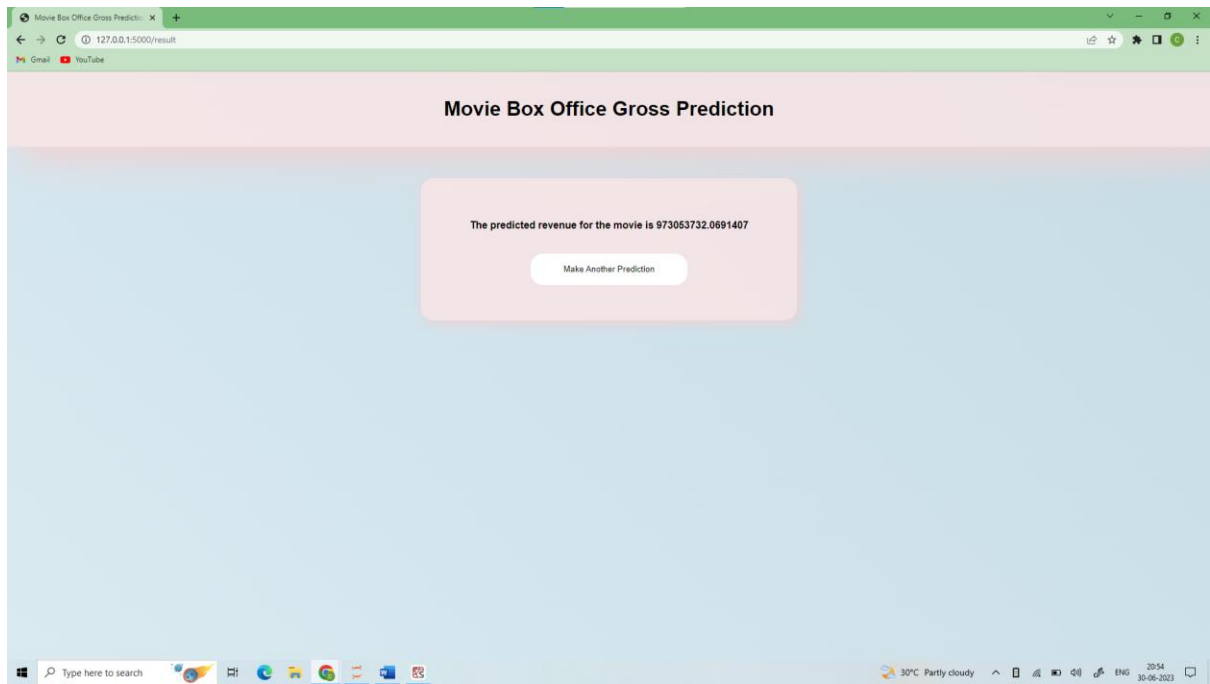 Movie Box Office Gross Predictio
127.0.0.1:5000/result
Gmail YouTube
Movie Box Office Gross Prediction
The predicted revenue for the movie is 973053732.0691407
Make Another Prediction
Type here to search
30°C Partly cloudy
ENG
20:54
30-06-2023